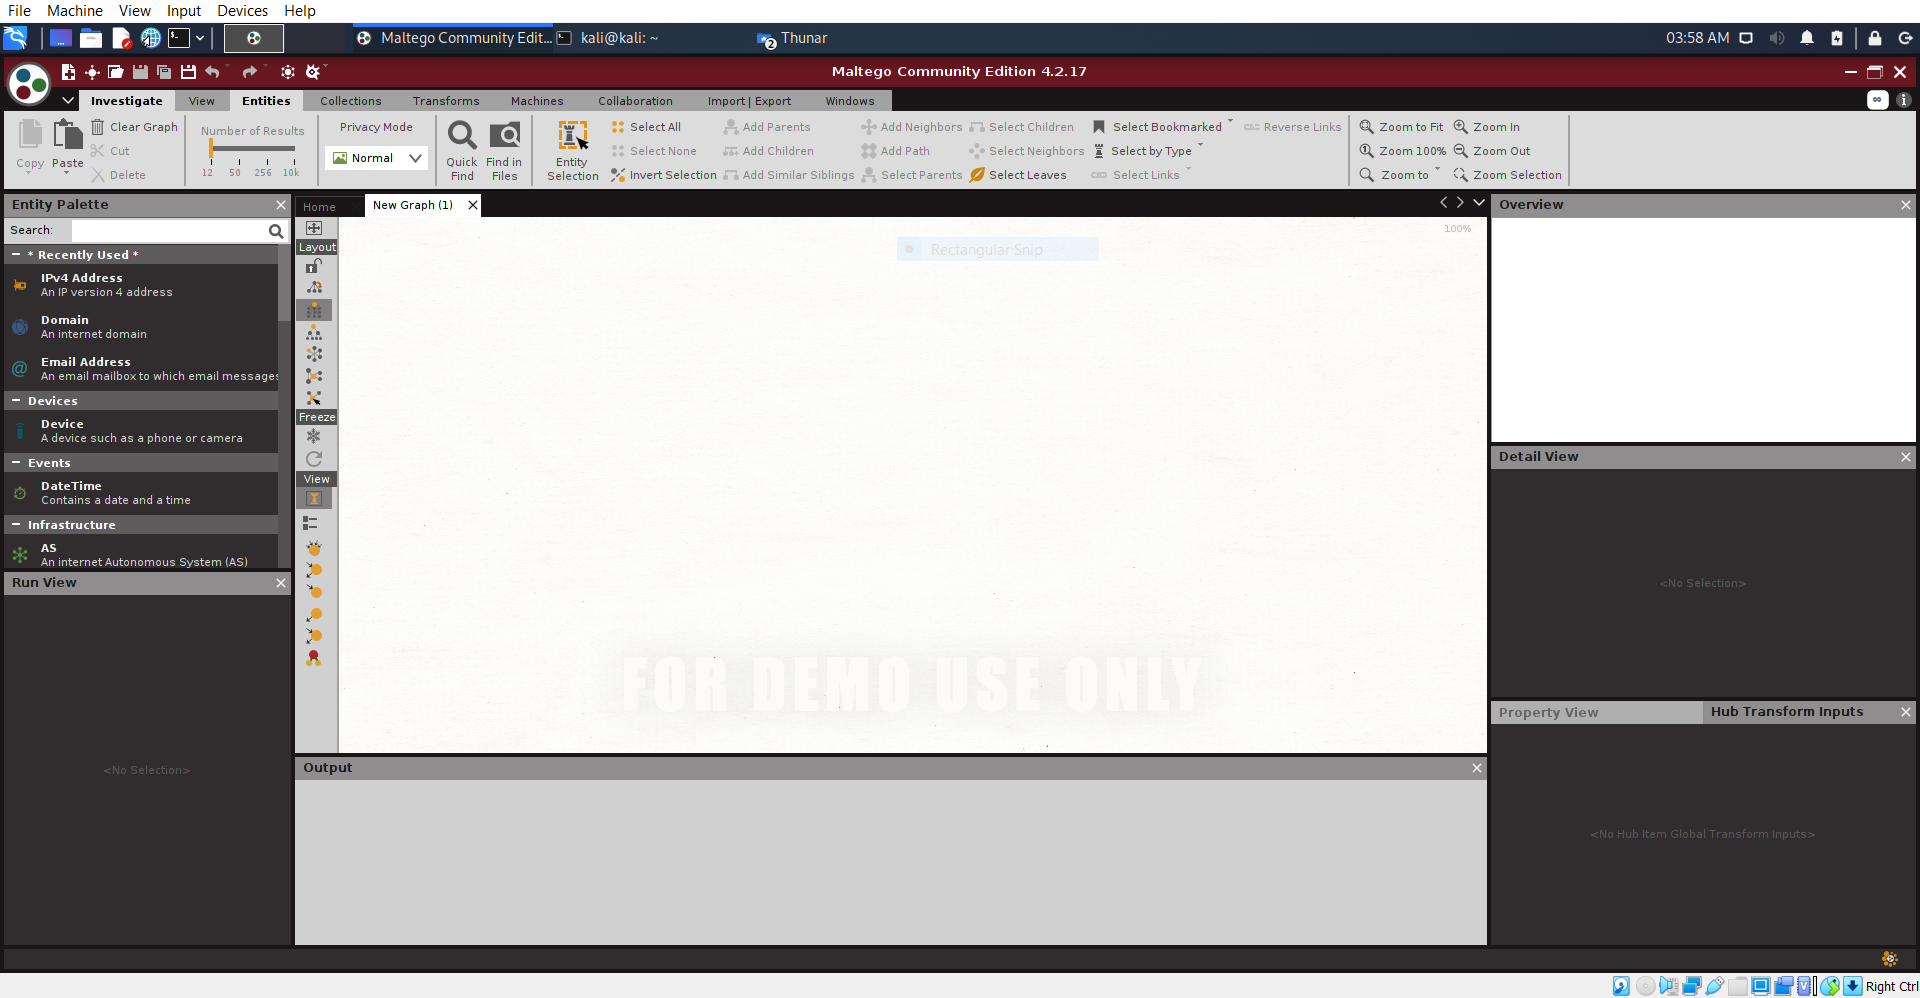 File Machine View Input Devices Help
Maltego Community Edit... kali@kali: ~ 2 Thunar 03:58 AM
Maltego Community Edition 4.2.17
Investigate View Entities Collections Transforms Machines Collaboration Import | Export Windows
Copy
Paste
Clear Graph
Cut
Delete
Number of Results
12 50 256 10k
Privacy Mode
Normal
Quick Find
Find in Files
Entity Selection
Select All
Select None
Invert Selection
Add Parents
Add Children
Add Similar Siblings
Add Neighbors
Add Path
Select Parents
Select Children
Select Neighbors
Select Leaves
Select Bookmarked
Select by Type
Select Links
Reverse Links
Zoom to Fit
Zoom 100%
Zoom to
Zoom In
Zoom Out
Zoom Selection
Entity Palette
Search:
* Recently Used *
IPv4 Address
An IP version 4 address
Domain
An internet domain
Email Address
An email mailbox to which email messages
Devices
Device
A device such as a phone or camera
Events
DateTime
Contains a date and a time
Infrastructure
AS
An internet Autonomous System (AS)
Run View
<No Selection>
Home New Graph (1)
Layout
Freeze
View
100%
Rectangular Snip
FOR DEMO USE ONLY
Output
Overview
Detail View
<No Selection>
Property View Hub Transform Inputs
<No Hub Item Global Transform Inputs>
Right Ctrl